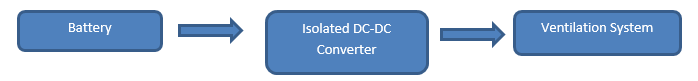 Battery
Isolated DC-DC
Converter
Ventilation System